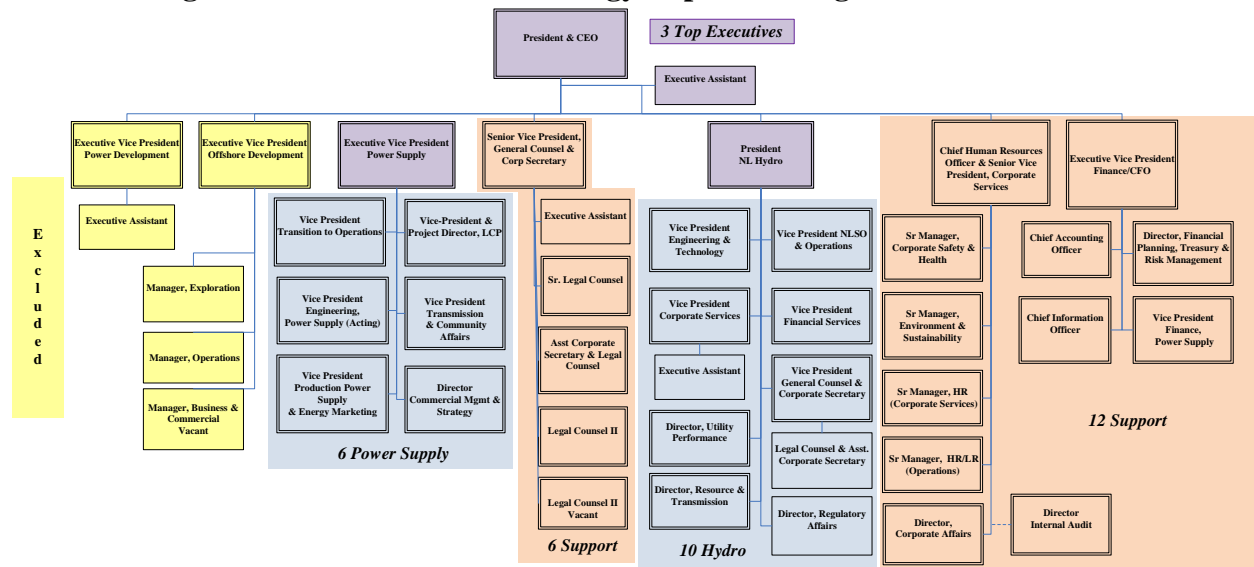 President & CEO
3 Top Executives
Executive Assistant
Executive Vice President
Power Development
Executive Vice President
Offshore Development
Executive Vice President
Power Supply
Senior Vice President,
General Counsel &
Corp Secretary
President
NL Hydro
Chief Human Resources
Officer & Senior Vice
President, Corporate
Services
Executive Vice President
Finance/CFO
E
x
c
l
u
d
e
d
Executive Assistant
Manager, Exploration
Manager, Operations
Manager, Business &
Commercial
Vacant
Vice President
Transition to Operations
Vice-President &
Project Director, LCP
Vice President
Engineering,
Power Supply (Acting)
Vice President
Transmission
& Community
Affairs
Vice President
Production Power
Supply
& Energy Marketing
Director
Commercial Mgmt &
Strategy
6 Power Supply
Executive Assistant
Sr. Legal Counsel
Asst Corporate
Secretary & Legal
Counsel
Legal Counsel II
Legal Counsel II
Vacant
6 Support
Vice President
Engineering &
Technology
Vice President NLSO
& Operations
Vice President
Corporate Services
Vice President
Financial Services
Executive Assistant
Vice President
General Counsel &
Corporate Secretary
Director, Utility
Performance
Legal Counsel & Asst.
Corporate Secretary
Director, Resource &
Transmission
Director, Regulatory
Affairs
10 Hydro
Sr Manager,
Corporate Safety &
Health
Sr Manager,
Environment &
Sustainability
Sr Manager, HR
(Corporate Services)
Sr Manager, HR/LR
(Operations)
Director,
Corporate Affairs
Director
Internal Audit
Chief Accounting
Officer
Director, Financial
Planning, Treasury &
Risk Management
Chief Information
Officer
Vice President
Finance,
Power Supply
12 Support